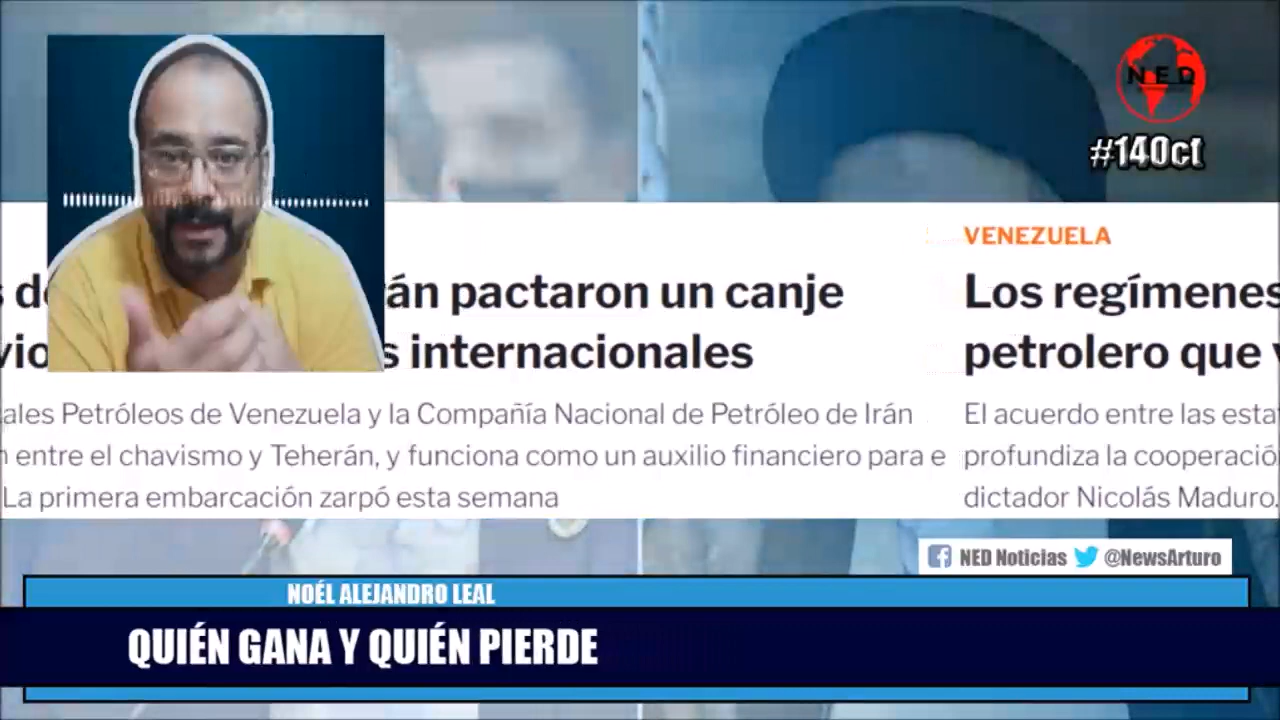 NED
#14Oct
VENEZUELA
án pactaron un canje
s internacionales
ales Petróleos de Venezuela y la Compañía Nacional de Petróleo de Irán
n entre el chavismo y Teherán, y funciona como un auxilio financiero para e
La primera embarcación zarpó esta semana
Los regímenes
petrolero que v
El acuerdo entre las esta
profundiza la cooperació
dictador Nicolás Maduro.
NED Noticias @NewsArturo
NOÉL ALEJANDRO LEAL
QUIÉN GANA Y QUIÉN PIERDE